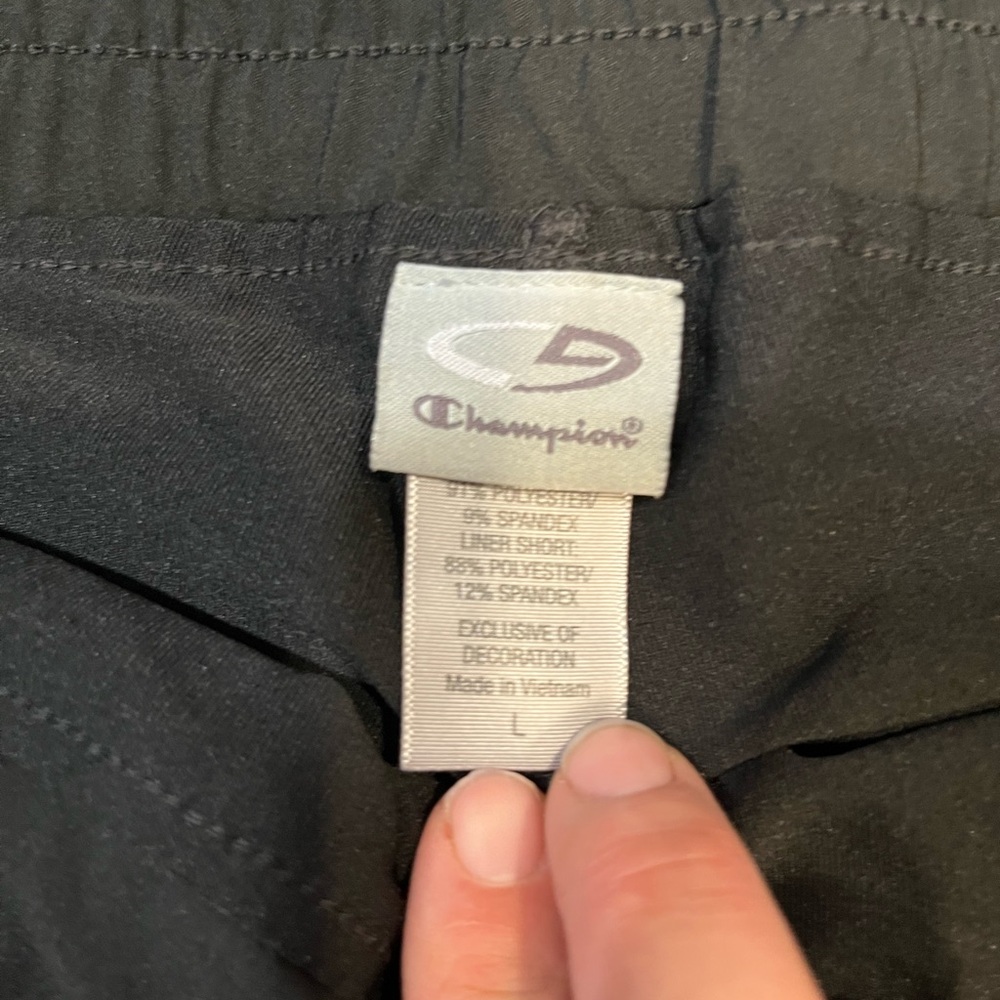 Champion®
91% POLYESTER/
9% SPANDEX
LINER SHORT:
88% POLYESTER/
12% SPANDEX
EXCLUSIVE OF
DECORATION
Made in Vietnam
L